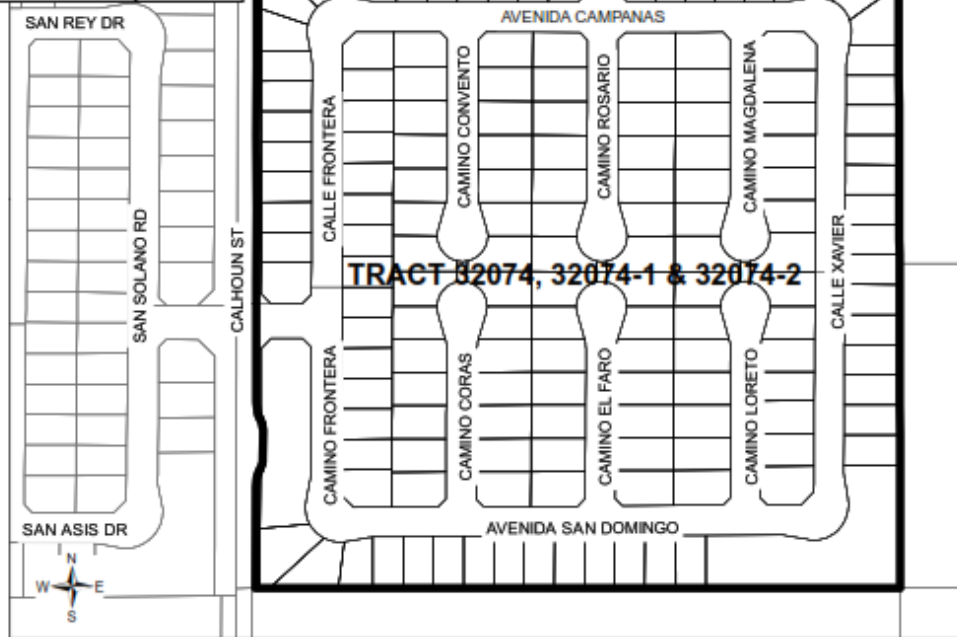 AVENIDA CAMPANAS
SAN REY DR
CAMINO CONVENTO
CAMINO ROSARIO
CAMINO MAGDALENA
CALLE FRONTERA
SAN SOLANO RD
CALHOUN ST
CALLE XAVIER
TRACT 32074, 32074-1 & 32074-2
CAMINO FRONTERA
CAMINO CORAS
CAMINO EL FARO
CAMINO LORETO
SAN ASIS DR
AVENIDA SAN DOMINGO
N
W E
S